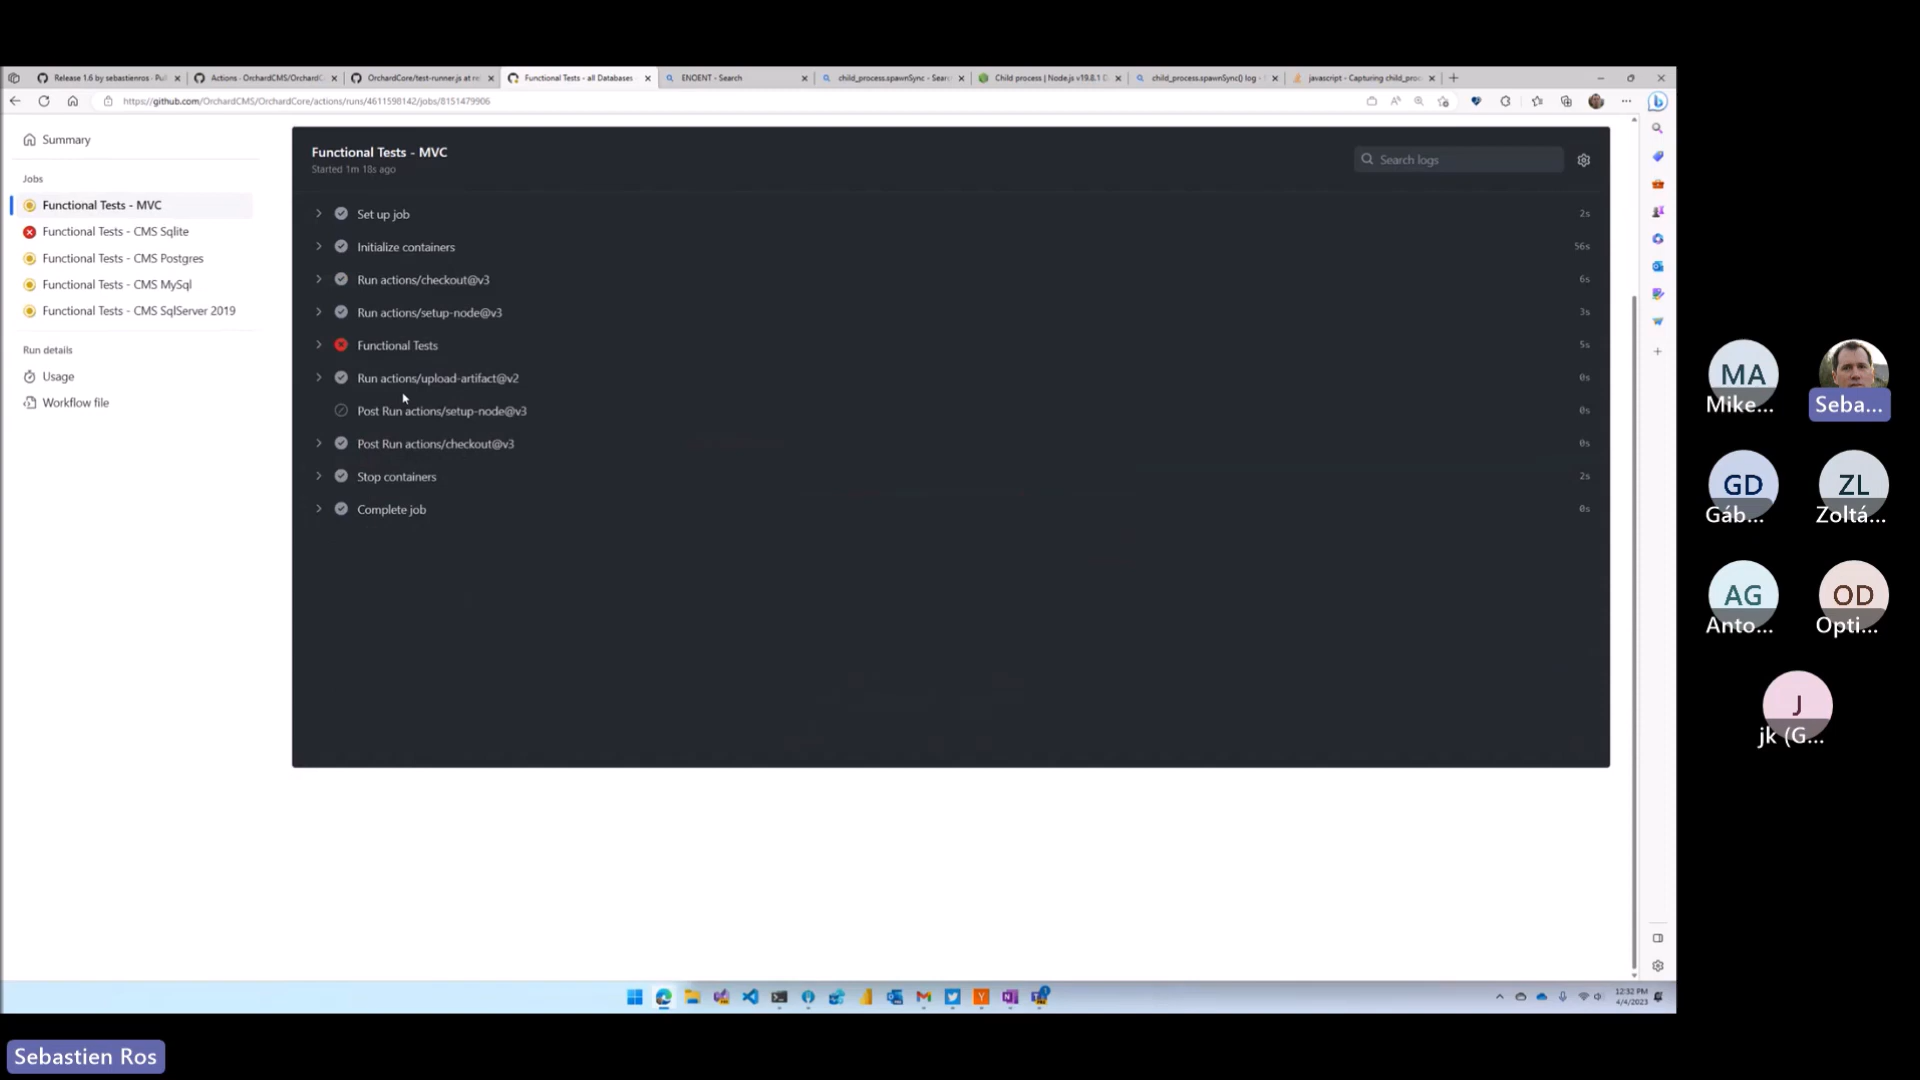 Release 1.6 by sebastienros · Pul
Actions · OrchardCMS/Orchard
OrchardCore/test-runner.js at re
Functional Tests - all Databases
ENOENT - Search
child_process.spawnSync - Sear
Child process | Node.js v19.8.1 D
child_process.spawnSync() log -
javascript - Capturing child_proc
https://github.com/OrchardCMS/OrchardCore/actions/runs/4611598142/jobs/8151479906
Summary
Jobs
Functional Tests - MVC
Functional Tests - CMS Sqlite
Functional Tests - CMS Postgres
Functional Tests - CMS MySql
Functional Tests - CMS SqlServer 2019
Run details
Usage
Workflow file
Functional Tests - MVC
Started 1m 18s ago
Search logs
Set up job 2s
Initialize containers 56s
Run actions/checkout@v3 6s
Run actions/setup-node@v3 3s
Functional Tests 5s
Run actions/upload-artifact@v2 0s
Post Run actions/setup-node@v3 0s
Post Run actions/checkout@v3 0s
Stop containers 2s
Complete job 0s
MA
Mike...
Seba...
GD
Gáb...
ZL
Zoltá...
AG
Anto...
OD
Opti...
J
jk (G...
12:32 PM
4/4/2023
Sebastien Ros